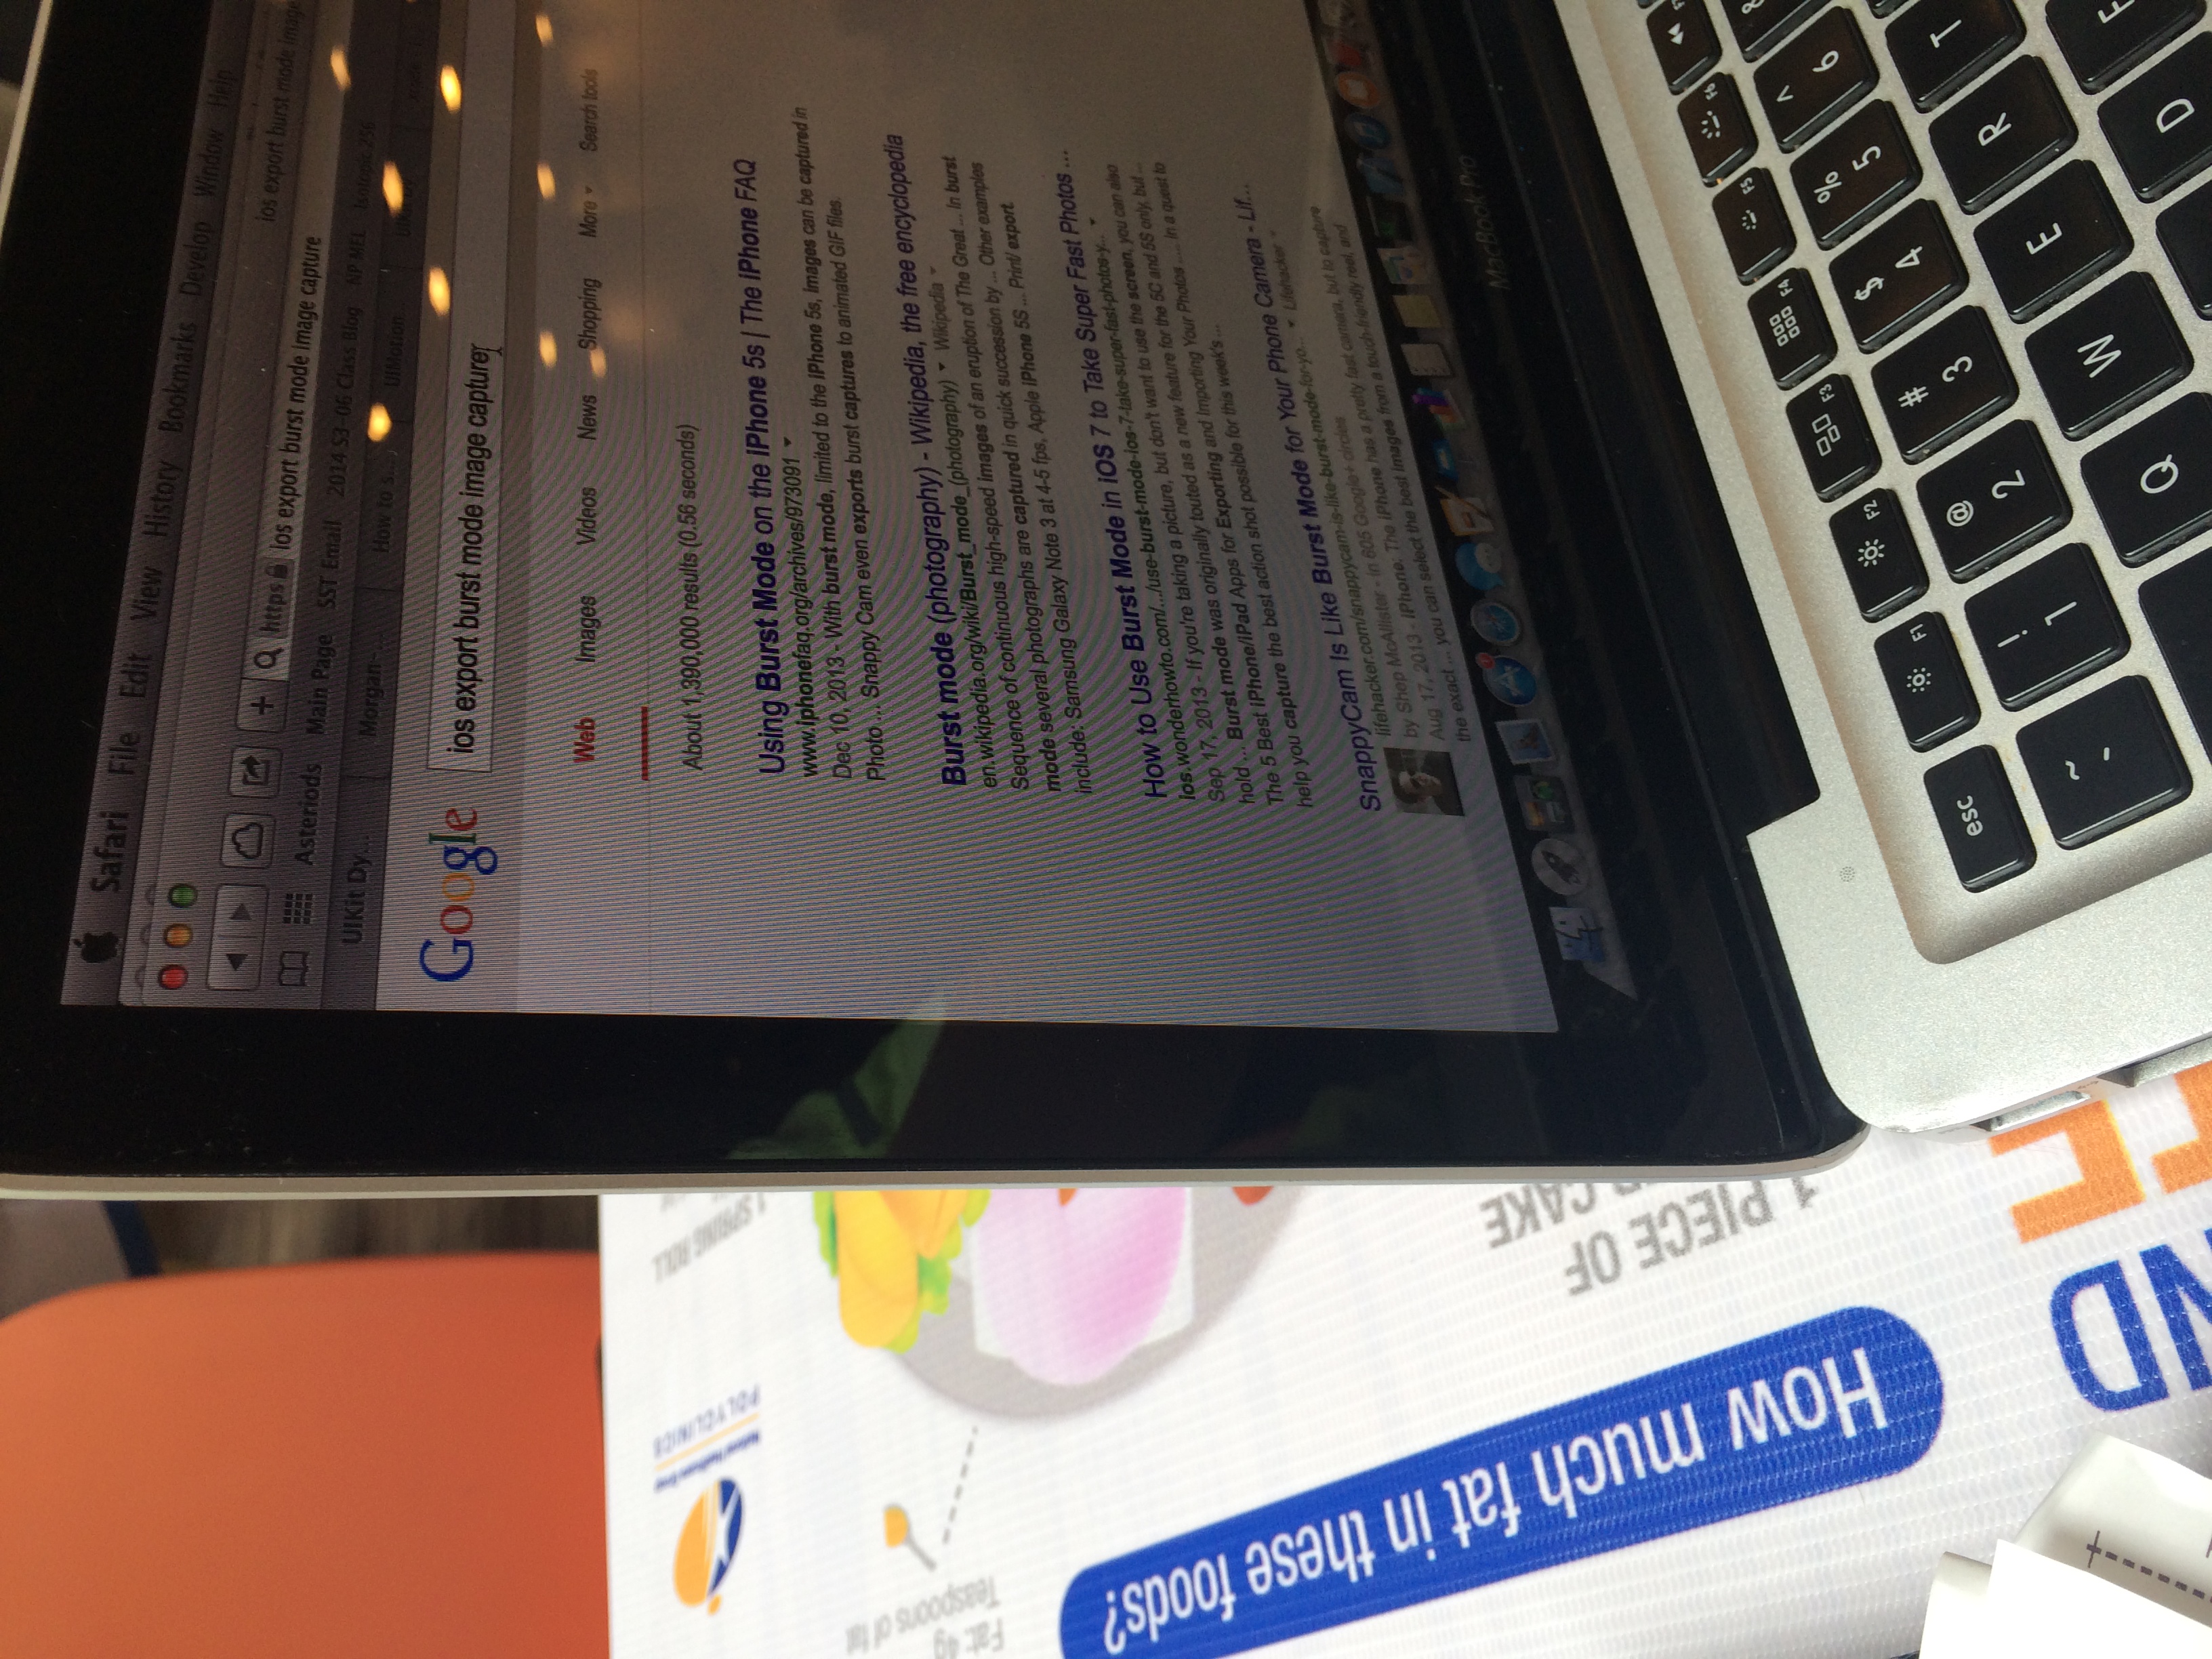 Safari File Edit View History Bookmarks Develop Window Help
ios export burst mode image
https ios export burst mode image capture
Asteriods Main Page SST Email 2014 S3-06 Class Blog NP MEL Isotopic 256
UIKit Dy... Morgan-... How to s... UIMotion...
Google ios export burst mode image capture
Web Images Videos News Shopping More Search tools
About 1,390,000 results (0.56 seconds)
Using Burst Mode on the iPhone 5s | The iPhone FAQ
www.iphonefaq.org/archives/973091
Dec 10, 2013 - With burst mode, limited to the iPhone 5s, images can be captured in
Photo ... Snappy Cam even exports burst captures to animated GIF files.
Burst mode (photography) - Wikipedia, the free encyclopedia
en.wikipedia.org/wiki/Burst_mode_(photography) Wikipedia
Sequence of continuous high-speed images of an eruption of The Great ... In burst
mode several photographs are captured in quick succession by ... Other examples
include: Samsung Galaxy Note 3 at 4-5 fps, Apple iPhone 5S ... Print/ export
How to Use Burst Mode in iOS 7 to Take Super Fast Photos ...
ios.wonderhowto.com/.../use-burst-mode-ios-7-take-super-fast-photos-y...
Sep 17, 2013 - If you're taking a picture, but don't want to use the screen, you can also
hold ... Burst mode was originally touted as a new feature for the 5C and 5S only, but ...
The 5 Best iPhone/iPad Apps for Exporting and Importing Your Photos .... In a quest to
help you capture the best action shot possible for this week's ...
SnappyCam Is Like Burst Mode for Your Phone Camera - Lif...
lifehacker.com/snappycam-is-like-burst-mode-for-yo... Lifehacker
by Shep McAllister - in 605 Google+ circles
Aug 17, 2013 - iPhone: The iPhone has a pretty fast camera, but to capture
the exact ... you can select the best images from a touch-friendly reel, and
MacBook Pro
esc F1 F2 F3 F4 F5 F6
~ ! 1 @ 2 # 3 $ 4 % 5 ^ 6 &
Q W E R T
D F
POLYCLINICS
1 SPRING ROLL
Fat: 4g
Teaspoons of fat
How much fat in these foods?
1 PIECE OF
CAKE
ND